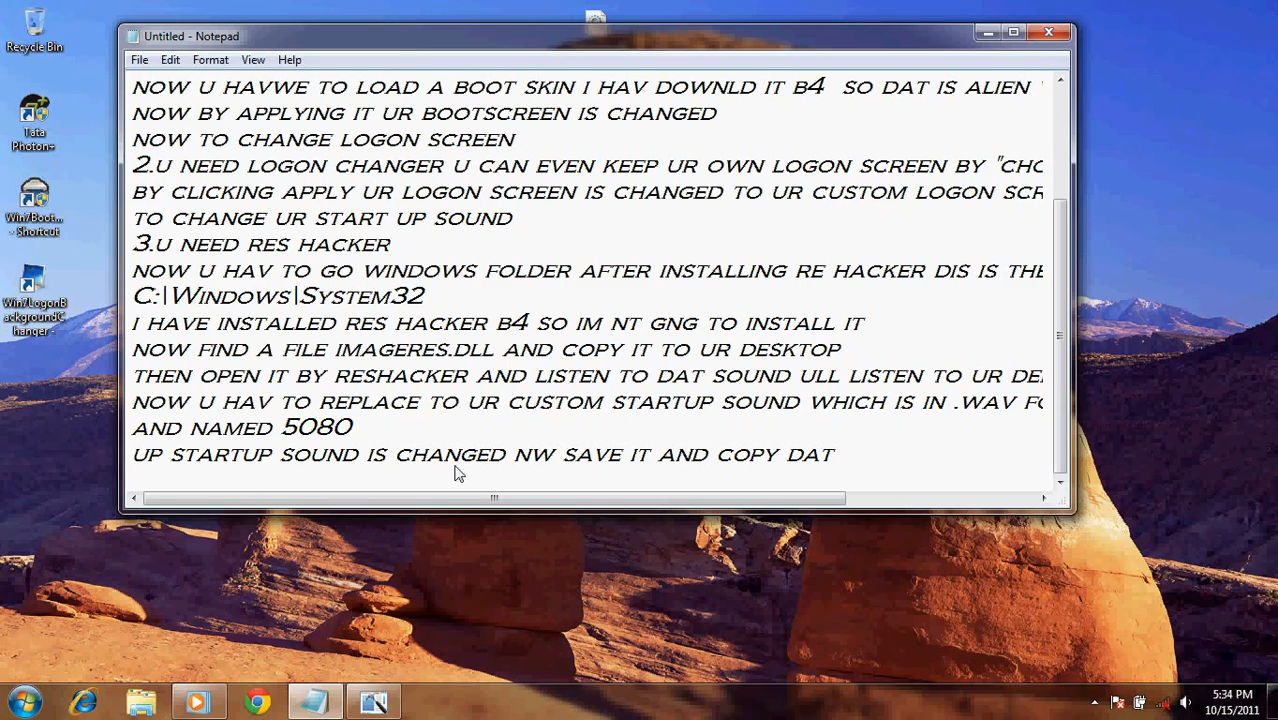 Recycle Bin
Tata Photon+
Win7Boot... - Shortcut
Win7LogonBackgroundChanger -
Untitled - Notepad
File Edit Format View Help
NOW U HAVWE TO LOAD A BOOT SKIN I HAV DOWNLD IT B4  SO DAT IS ALIEN
NOW BY APPLYING IT UR BOOTSCREEN IS CHANGED
NOW TO CHANGE LOGON SCREEN
2.U NEED LOGON CHANGER U CAN EVEN KEEP UR OWN LOGON SCREEN BY "CHO
BY CLICKING APPLY UR LOGON SCREEN IS CHANGED TO UR CUSTOM LOGON SCR
TO CHANGE UR START UP SOUND
3.U NEED RES HACKER
NOW U HAV TO GO WINDOWS FOLDER AFTER INSTALLING RE HACKER DIS IS THE
C:\WINDOWS\SYSTEM32
I HAVE INSTALLED RES HACKER B4 SO IM NT GNG TO INSTALL IT
NOW FIND A FILE IMAGERES.DLL AND COPY IT TO UR DESKTOP
THEN OPEN IT BY RESHACKER AND LISTEN TO DAT SOUND ULL LISTEN TO UR DE
NOW U HAV TO REPLACE TO UR CUSTOM STARTUP SOUND WHICH IS IN .WAV FO
AND NAMED 5080
UP STARTUP SOUND IS CHANGED NW SAVE IT AND COPY DAT
5:34 PM
10/15/2011